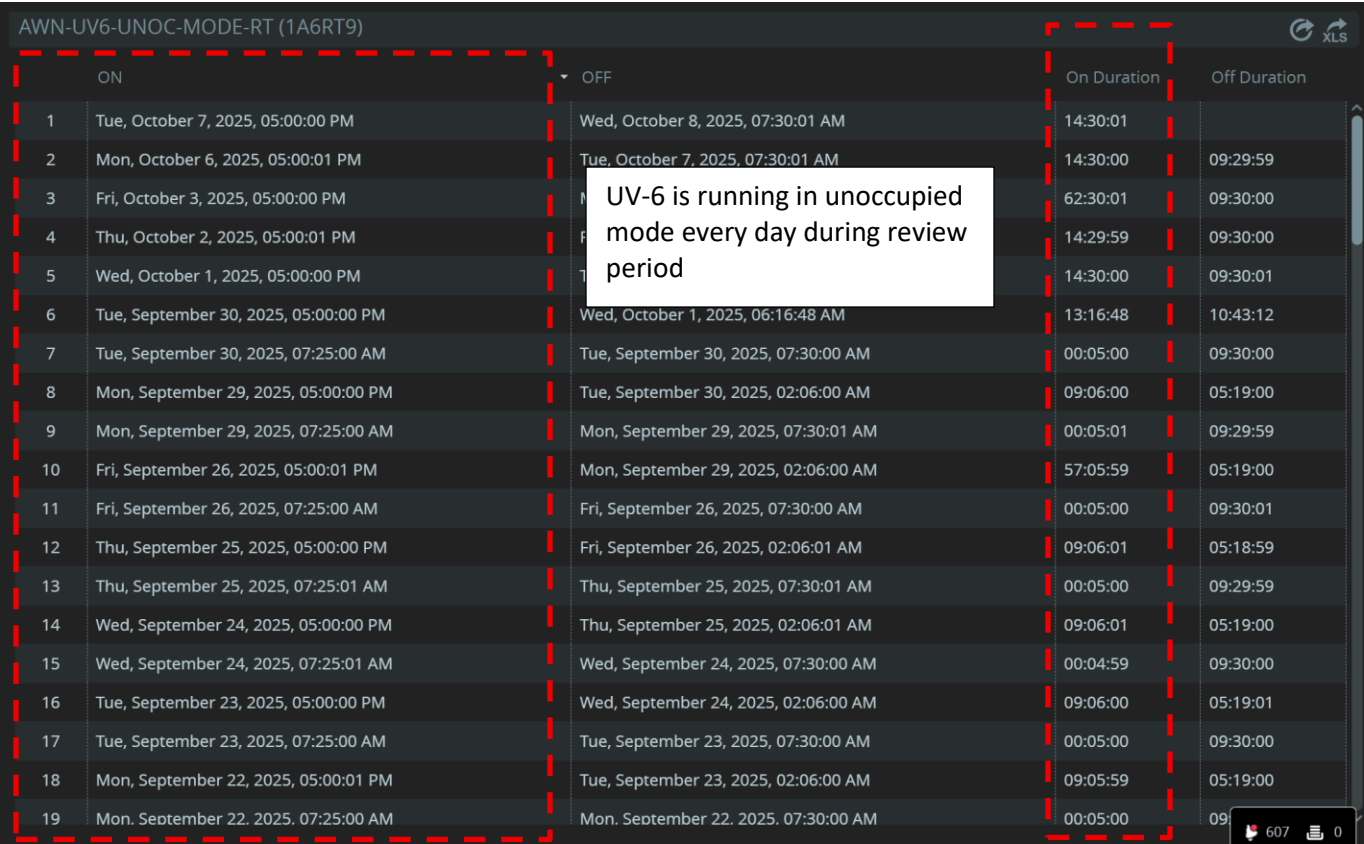 AWN-UV6-UNOC-MODE-RT (1A6RT9)
XLS
ON OFF On Duration Off Duration
1 Tue, October 7, 2025, 05:00:00 PM Wed, October 8, 2025, 07:30:01 AM 14:30:01
2 Mon, October 6, 2025, 05:00:01 PM Tue, October 7, 2025, 07:30:01 AM 14:30:00 09:29:59
3 Fri, October 3, 2025, 05:00:00 PM 62:30:01 09:30:00
4 Thu, October 2, 2025, 05:00:01 PM 14:29:59 09:30:00
5 Wed, October 1, 2025, 05:00:00 PM 14:30:00 09:30:01
UV-6 is running in unoccupied
mode every day during review
period
6 Tue, September 30, 2025, 05:00:00 PM Wed, October 1, 2025, 06:16:48 AM 13:16:48 10:43:12
7 Tue, September 30, 2025, 07:25:00 AM Tue, September 30, 2025, 07:30:00 AM 00:05:00 09:30:00
8 Mon, September 29, 2025, 05:00:00 PM Tue, September 30, 2025, 02:06:00 AM 09:06:00 05:19:00
9 Mon, September 29, 2025, 07:25:00 AM Mon, September 29, 2025, 07:30:01 AM 00:05:01 09:29:59
10 Fri, September 26, 2025, 05:00:01 PM Mon, September 29, 2025, 02:06:00 AM 57:05:59 05:19:00
11 Fri, September 26, 2025, 07:25:00 AM Fri, September 26, 2025, 07:30:00 AM 00:05:00 09:30:01
12 Thu, September 25, 2025, 05:00:00 PM Fri, September 26, 2025, 02:06:01 AM 09:06:01 05:18:59
13 Thu, September 25, 2025, 07:25:01 AM Thu, September 25, 2025, 07:30:01 AM 00:05:00 09:29:59
14 Wed, September 24, 2025, 05:00:00 PM Thu, September 25, 2025, 02:06:01 AM 09:06:01 05:19:00
15 Wed, September 24, 2025, 07:25:01 AM Wed, September 24, 2025, 07:30:00 AM 00:04:59 09:30:00
16 Tue, September 23, 2025, 05:00:00 PM Wed, September 24, 2025, 02:06:00 AM 09:06:00 05:19:01
17 Tue, September 23, 2025, 07:25:00 AM Tue, September 23, 2025, 07:30:00 AM 00:05:00 09:30:00
18 Mon, September 22, 2025, 05:00:01 PM Tue, September 23, 2025, 02:06:00 AM 09:05:59 05:19:00
19 Mon, September 22, 2025, 07:25:00 AM Mon, September 22, 2025, 07:30:00 AM 00:05:00
607 0